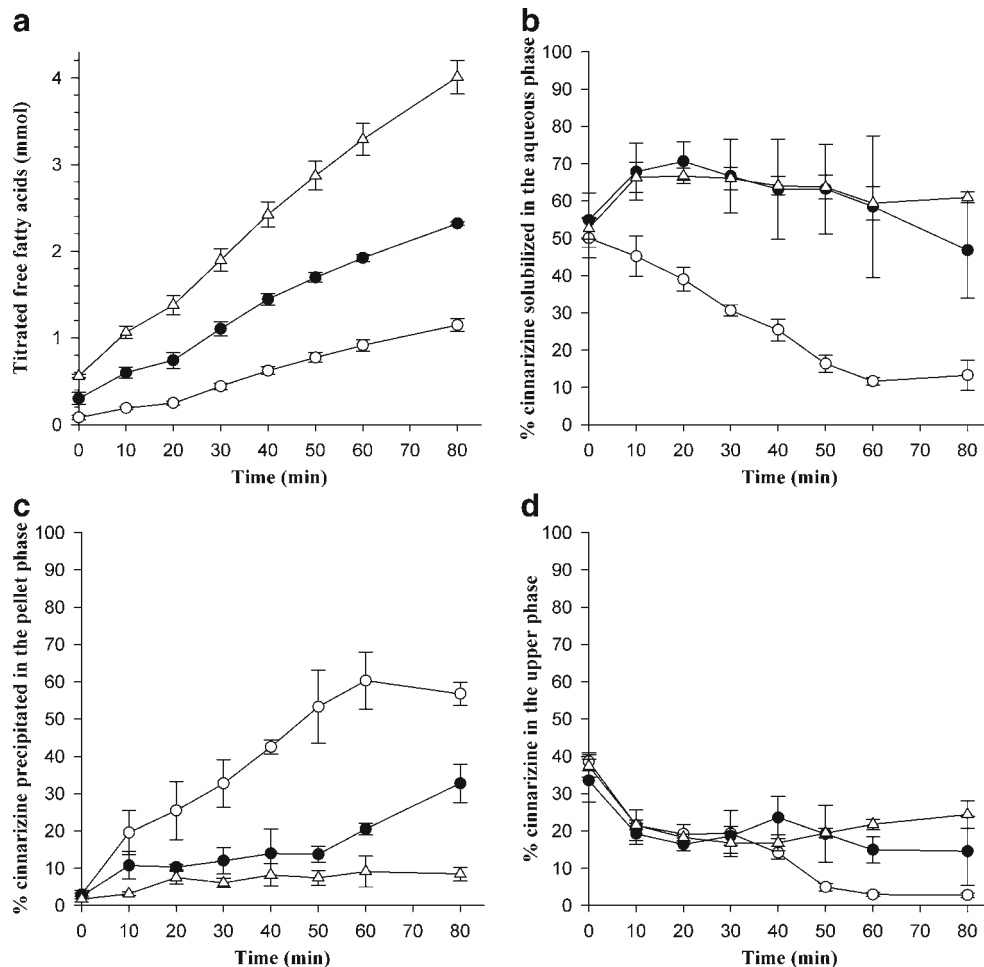 a
Titrated free fatty acids (mmol)
4
3
2
1
0
0 10 20 30 40 50 60 70 80
Time (min)
b
% cinnarizine solubilized in the aqueous phase
100
90
80
70
60
50
40
30
20
10
0
0 10 20 30 40 50 60 70 80
Time (min)
c
% cinnarizine precipitated in the pellet phase
100
90
80
70
60
50
40
30
20
10
0
0 10 20 30 40 50 60 70 80
Time (min)
d
% cinnarizine in the upper phase
100
90
80
70
60
50
40
30
20
10
0
0 10 20 30 40 50 60 70 80
Time (min)